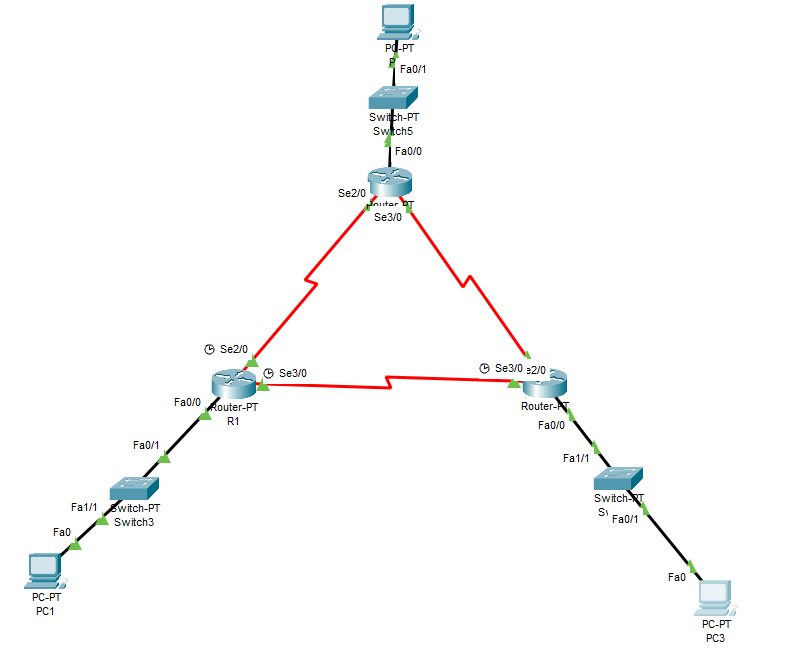 PC-PT
Fa0/1
Switch-PT
Switch5
Fa0/0
Se2/0
Router-PT
Se3/0
Se2/0
Se3/0
Se3/0
Fa0/0
Router-PT
R1
Router-PT
Fa0/0
Fa0/1
Fa1/1
Switch-PT
Fa1/1
Switch-PT
Switch3
Fa0/1
Fa0
Fa0
PC-PT
PC1
PC-PT
PC3